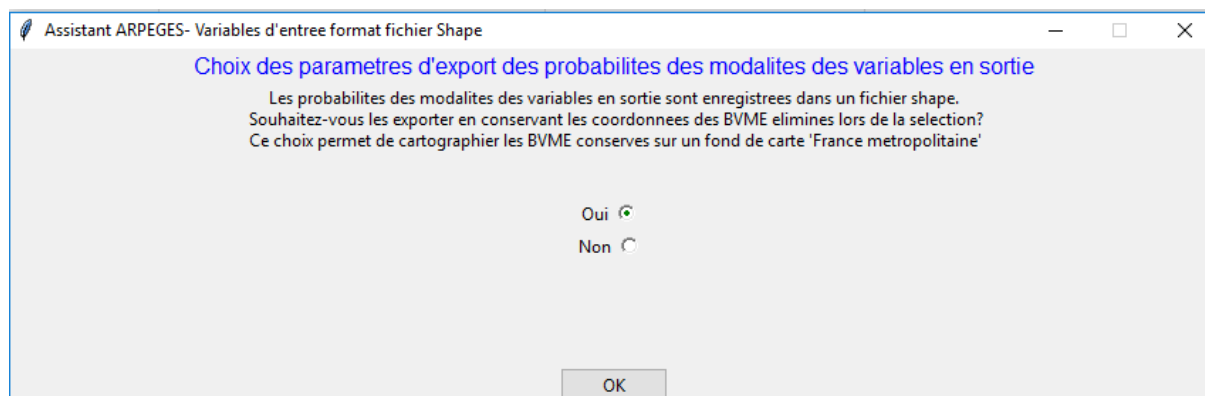 Assistant ARPEGES- Variables d'entree format fichier Shape
Choix des parametres d'export des probabilites des modalites des variables en sortie
Les probabilites des modalites des variables en sortie sont enregistrees dans un fichier shape.
Souhaitez-vous les exporter en conservant les coordonnees des BVME elimines lors de la selection?
Ce choix permet de cartographier les BVME conserves sur un fond de carte 'France metropolitaine'
Oui
Non
OK